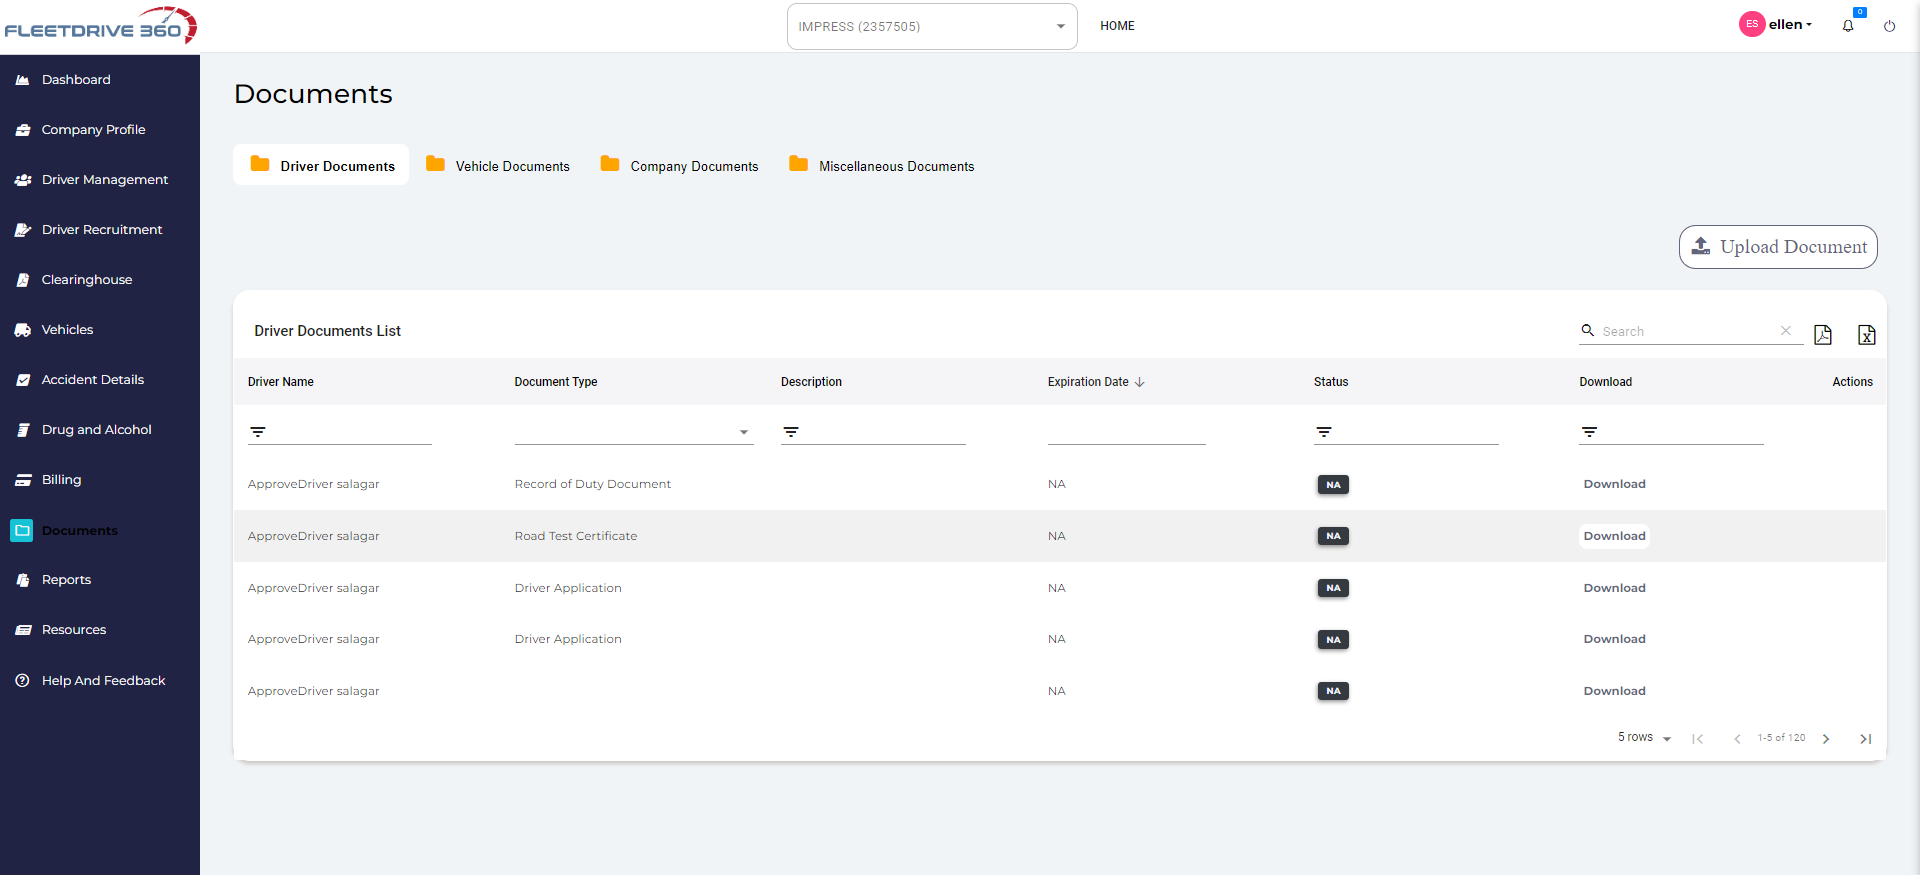 FLEETDRIVE 360
IMPRESS (2357505)
HOME
ES
ellen
0
Dashboard
Company Profile
Driver Management
Driver Recruitment
Clearinghouse
Vehicles
Accident Details
Drug and Alcohol
Billing
Documents
Reports
Resources
Help And Feedback
Documents
Driver Documents
Vehicle Documents
Company Documents
Miscellaneous Documents
Upload Document
Driver Documents List
Search
Driver Name Document Type Description Expiration Date Status Download Actions
ApproveDriver salagar Record of Duty Document NA NA Download
ApproveDriver salagar Road Test Certificate NA NA Download
ApproveDriver salagar Driver Application NA NA Download
ApproveDriver salagar Driver Application NA NA Download
ApproveDriver salagar NA NA Download
5 rows 1-5 of 120